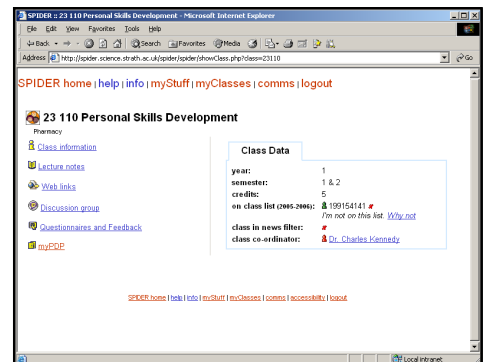 SPIDER :: 23 110 Personal Skills Development - Microsoft Internet Explorer
File Edit View Favorites Tools Help
Back Search Favorites Media
Address http://spider.science.strath.ac.uk/spider/spider/showClass.php?class=23110 Go
SPIDER home | help | info | myStuff | myClasses | comms | logout
23 110 Personal Skills Development
Pharmacy
Class information
Lecture notes
Web links
Discussion group
Questionnaires and Feedback
myPDP
Class Data
year: 1
semester: 1 & 2
credits: 5
on class list (2005-2006): 199154141
I'm not on this list. Why not
class in news filter:
class co-ordinator: Dr. Charles Kennedy
SPIDER home | help | info | myStuff | myClasses | comms | accessibility | logout
Local intranet